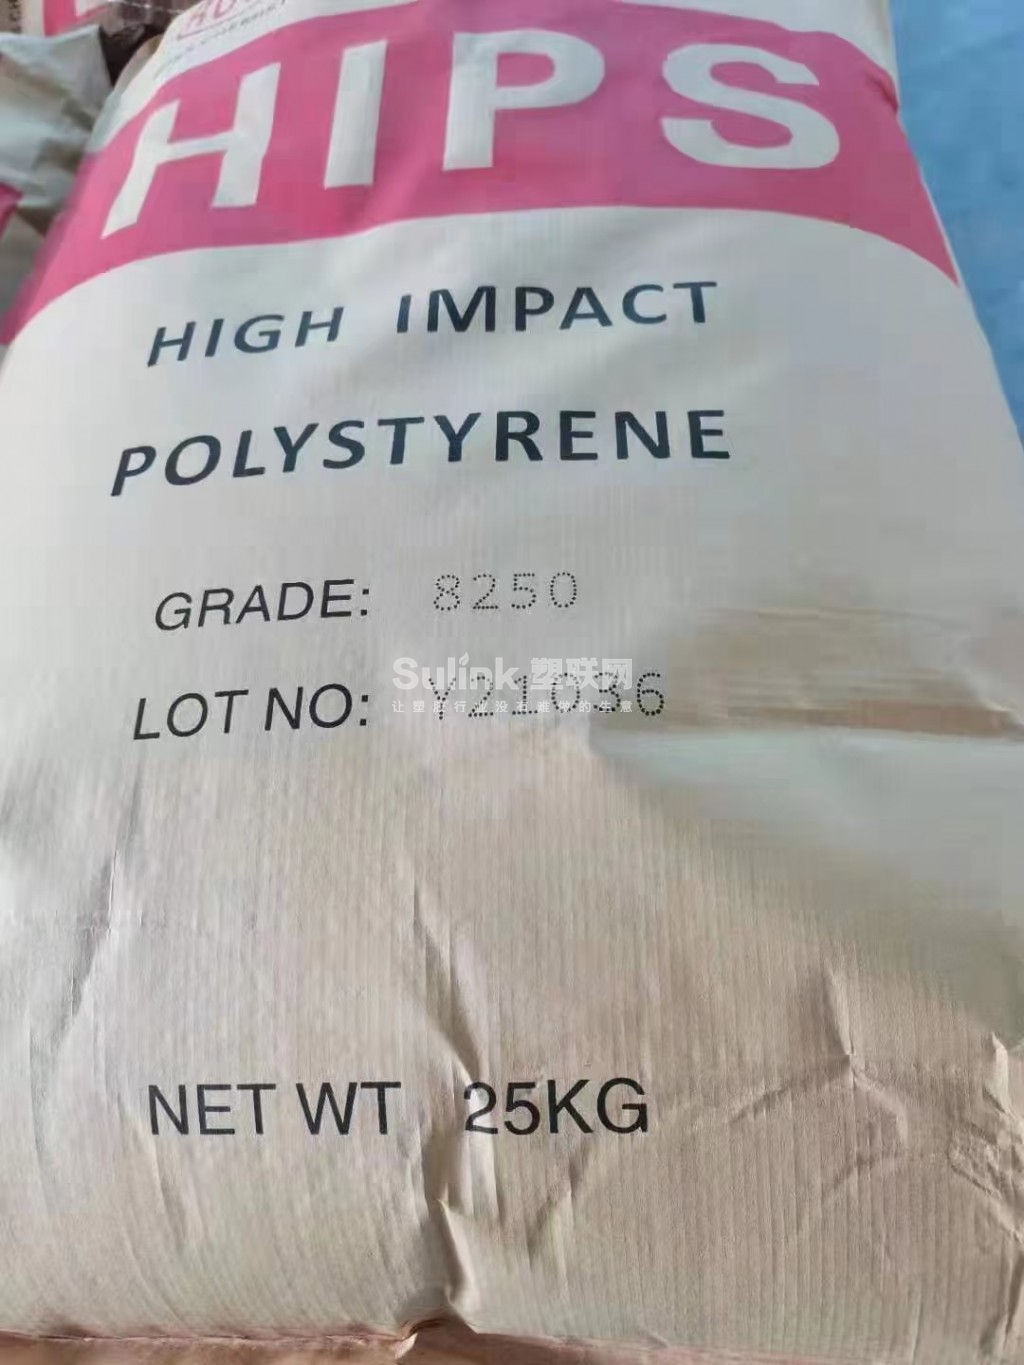 HIPS
HIGH IMPACT
POLYSTYRENE
GRADE: 8250
Sulink 塑联网
LOT NO: Y21036
让塑胶行业没有难做的生意
NET WT 25KG